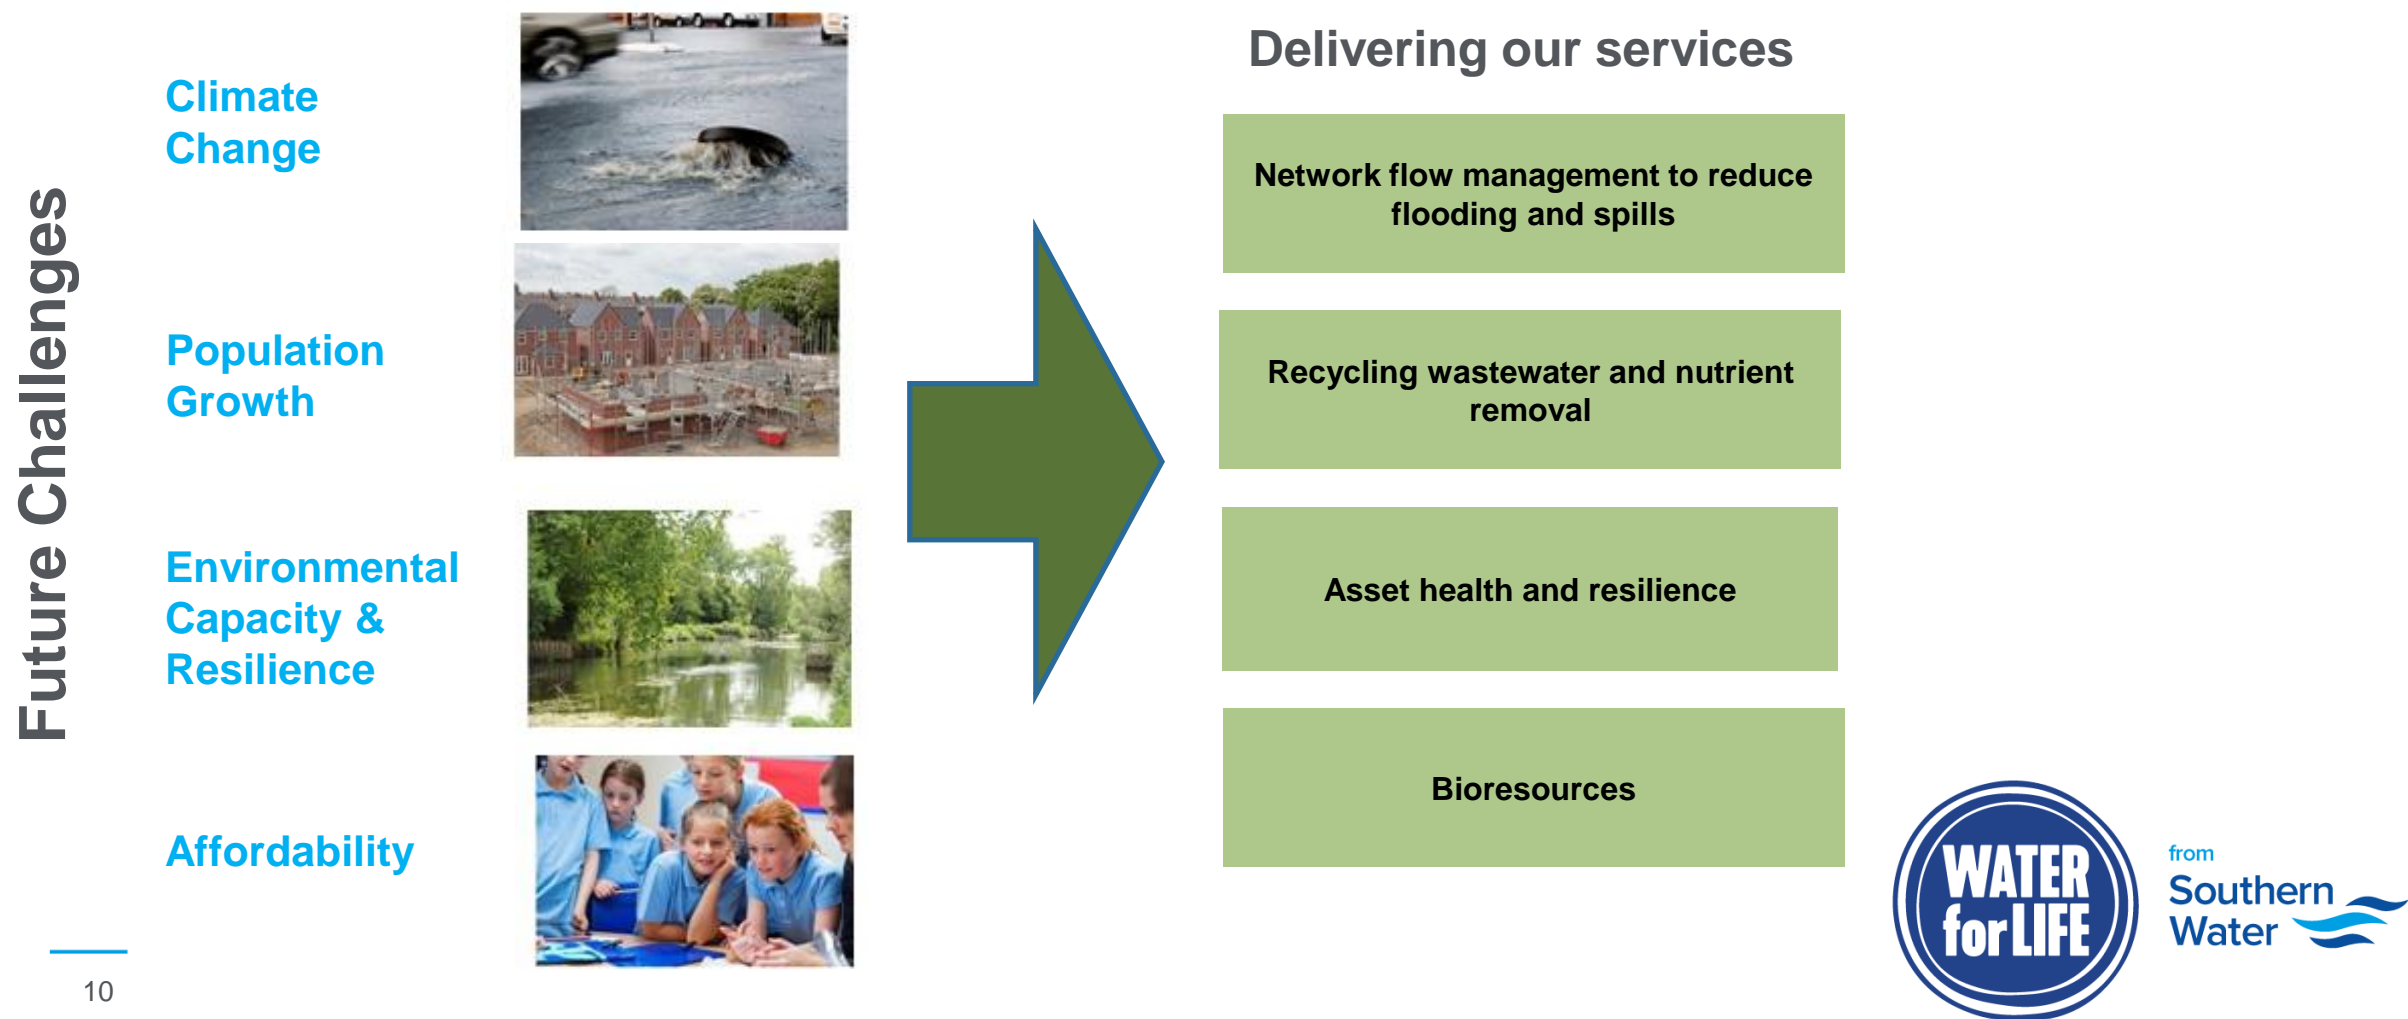 Future Challenges
Climate
Change
Population
Growth
Environmental
Capacity &
Resilience
Affordability
Delivering our services
Network flow management to reduce
flooding and spills
Recycling wastewater and nutrient
removal
Asset health and resilience
Bioresources
WATER
for LIFE
from
Southern
Water
10